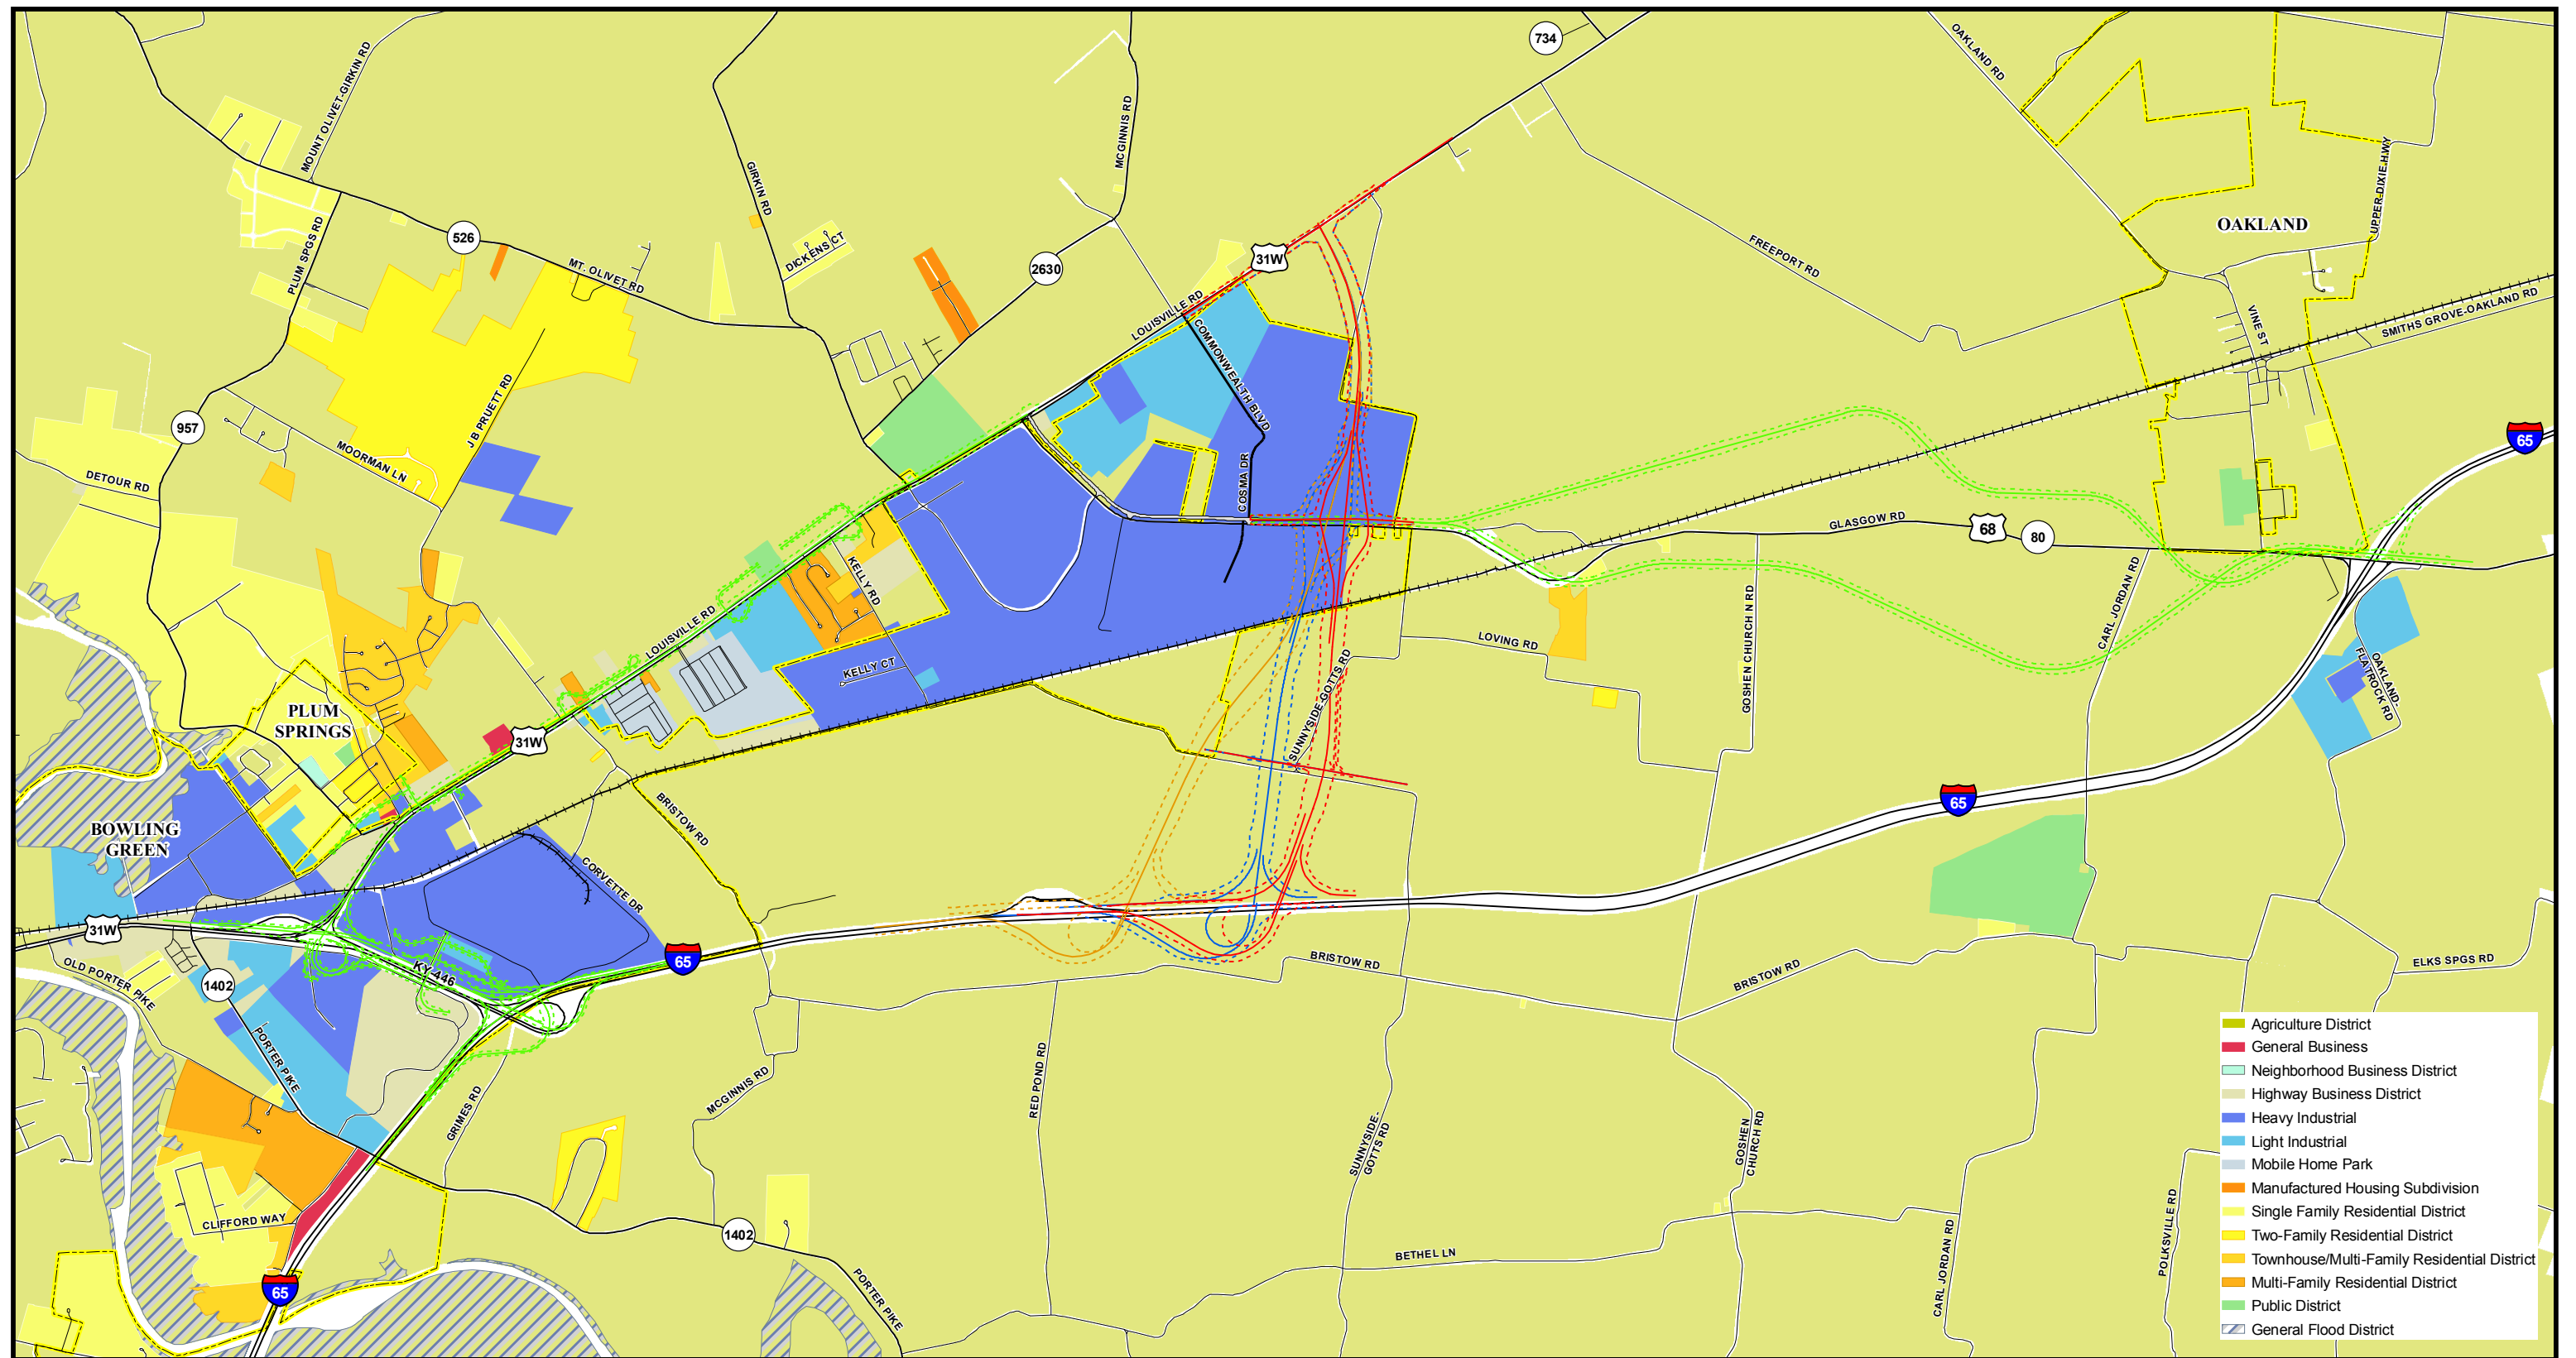 734
OAKLAND RD
MOUNT OLIVET-GIRKIN RD
MCGINNIS RD
GIRKIN RD
UPPER DIXIE HWY
OAKLAND
PLUM SPGS RD
526
DICKENS CT
31W
FREEPORT RD
MT. OLIVET RD
2630
LOUISVILLE RD
VINE ST
SMITHS GROVE-OAKLAND RD
COMMONWEALTH BLVD
J B PRUETT RD
957
65
MOORMAN LN
DETOUR RD
COSMA DR
GLASGOW RD
68
80
KELLY RD
LOUISVILLE RD
GOSHEN CHURCH N RD
CARL JORDAN RD
LOVING RD
KELLY CT
SUNNYSIDE-GOTTS RD
OAKLAND-
FLATROCK RD
PLUM
SPRINGS
31W
65
BRISTOW RD
BOWLING
GREEN
CORVETTE DR
31W
65
KY 446
OLD PORTER PIKE
1402
BRISTOW RD
BRISTOW RD
ELKS SPGS RD
PORTER PIKE
GRIMES RD
MCGINNIS RD
RED POND RD
SUNNYSIDE-
GOTTS RD
GOSHEN
CHURCH RD
CLIFFORD WAY
1402
BETHEL LN
CARL JORDAN RD
POLKSVILLE RD
65
PORTER PIKE
Agriculture District
General Business
Neighborhood Business District
Highway Business District
Heavy Industrial
Light Industrial
Mobile Home Park
Manufactured Housing Subdivision
Single Family Residential District
Two-Family Residential District
Townhouse/Multi-Family Residential District
Multi-Family Residential District
Public District
General Flood District